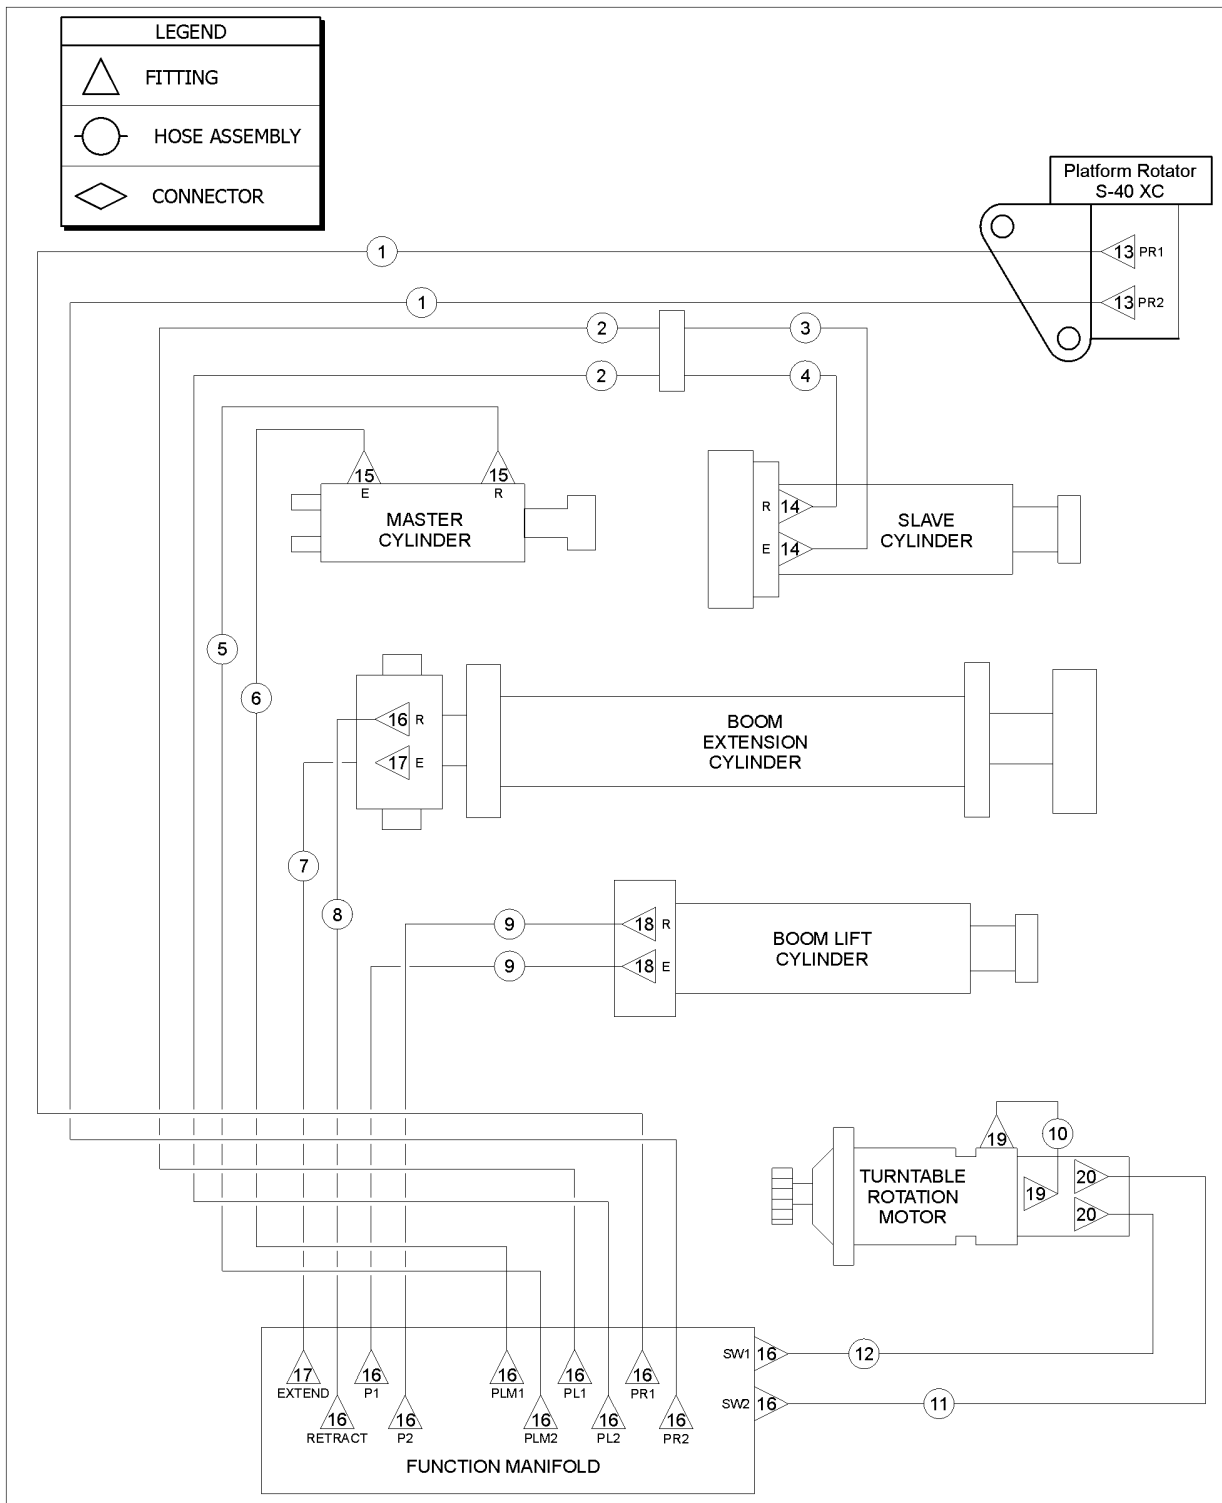 LEGEND
FITTING
HOSE ASSEMBLY
CONNECTOR
Platform Rotator
S-40 XC
1
13 PR1
1
13 PR2
2
3
2
4
15
E
15
R
MASTER
CYLINDER
R 14
E 14
SLAVE
CYLINDER
5
6
16 R
17 E
BOOM
EXTENSION
CYLINDER
7
8
9
18 R
9
18 E
BOOM LIFT
CYLINDER
19
10
TURNTABLE
ROTATION
MOTOR
19
20
20
SW1 16
12
SW2 16
11
17
EXTEND
16
P1
16
PLM1
16
PL1
16
PR1
16
RETRACT
16
P2
16
PLM2
16
PL2
16
PR2
FUNCTION MANIFOLD